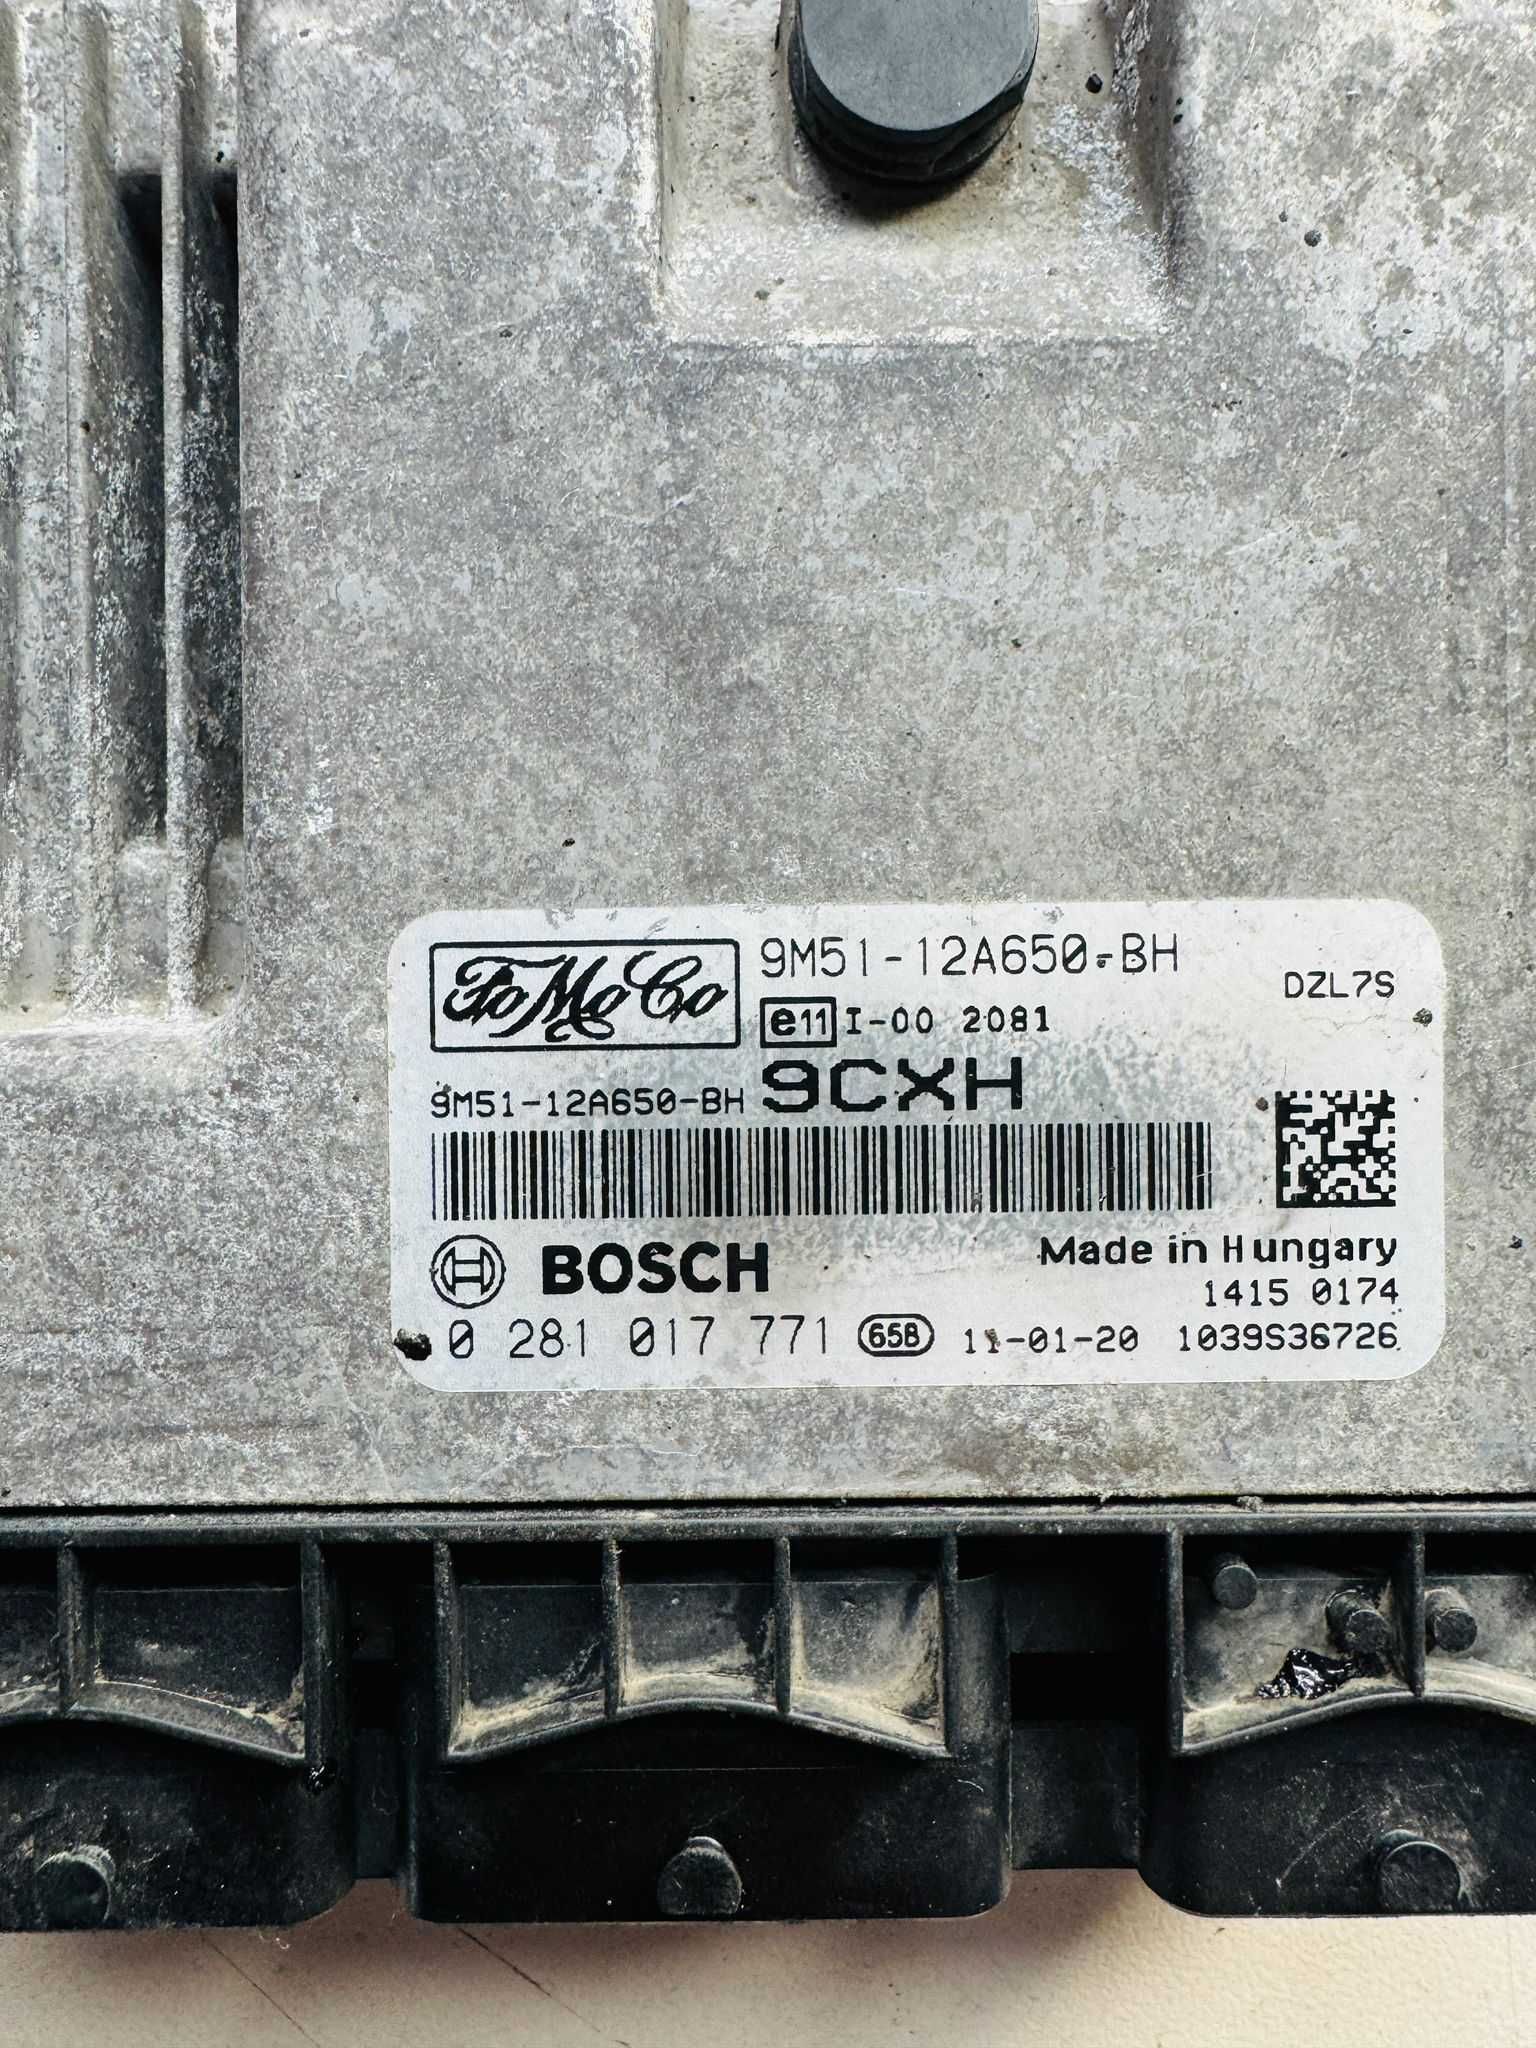 FoMoCo
9M51-12A650-BH
DZL7S
e11 I-00 2081
9M51-12A650-BH 9CXH
BOSCH
Made in Hungary
1415 0174
0 281 017 771 65B 11-01-20 1039S36726